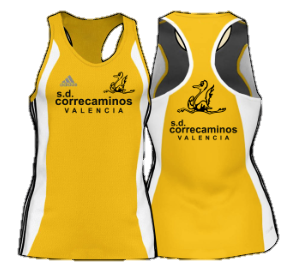 s.d.
correcaminos
VALENCIA
s.d.
correcaminos
VALENCIA